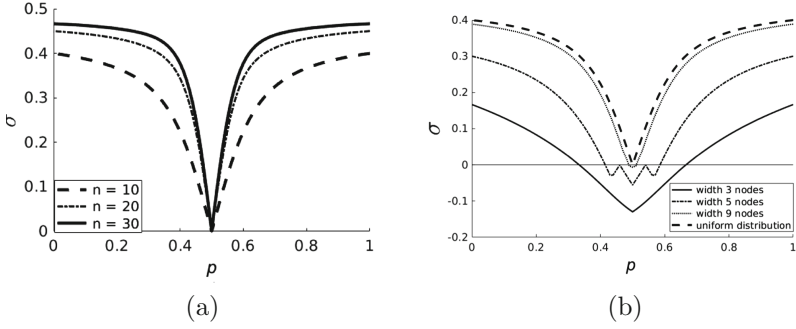 0.5
0.4
0.3
0.2
0.1
0
σ
n = 10
n = 20
n = 30
0 0.2 0.4 0.6 0.8 1
p
(a)
0.4
0.3
0.2
0.1
0
-0.1
-0.2
σ
width 3 nodes
width 5 nodes
width 9 nodes
uniform distribution
0 0.2 0.4 0.6 0.8 1
p
(b)